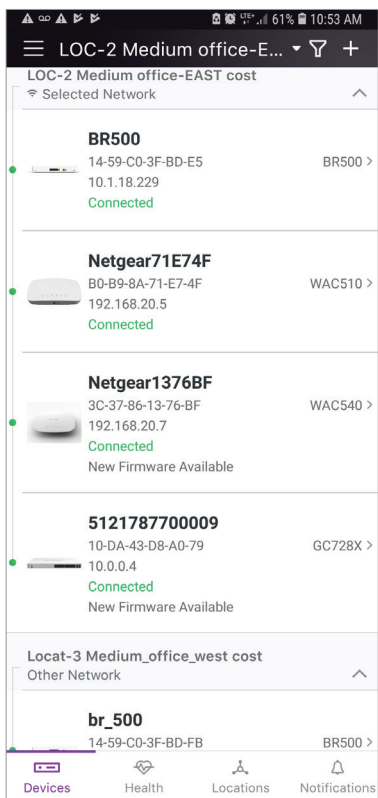 LTE+ 61% 10:53 AM
LOC-2 Medium office-E...
LOC-2 Medium office-EAST cost
Selected Network
BR500
14-59-C0-3F-BD-E5 BR500 >
10.1.18.229
Connected
Netgear71E74F
B0-B9-8A-71-E7-4F WAC510 >
192.168.20.5
Connected
Netgear1376BF
3C-37-86-13-76-BF WAC540 >
192.168.20.7
Connected
New Firmware Available
5121787700009
10-DA-43-D8-A0-79 GC728X >
10.0.0.4
Connected
New Firmware Available
Locat-3 Medium_office_west cost
Other Network
br_500
14-59-C0-3F-BD-FB BR500 >
Devices Health Locations Notifications